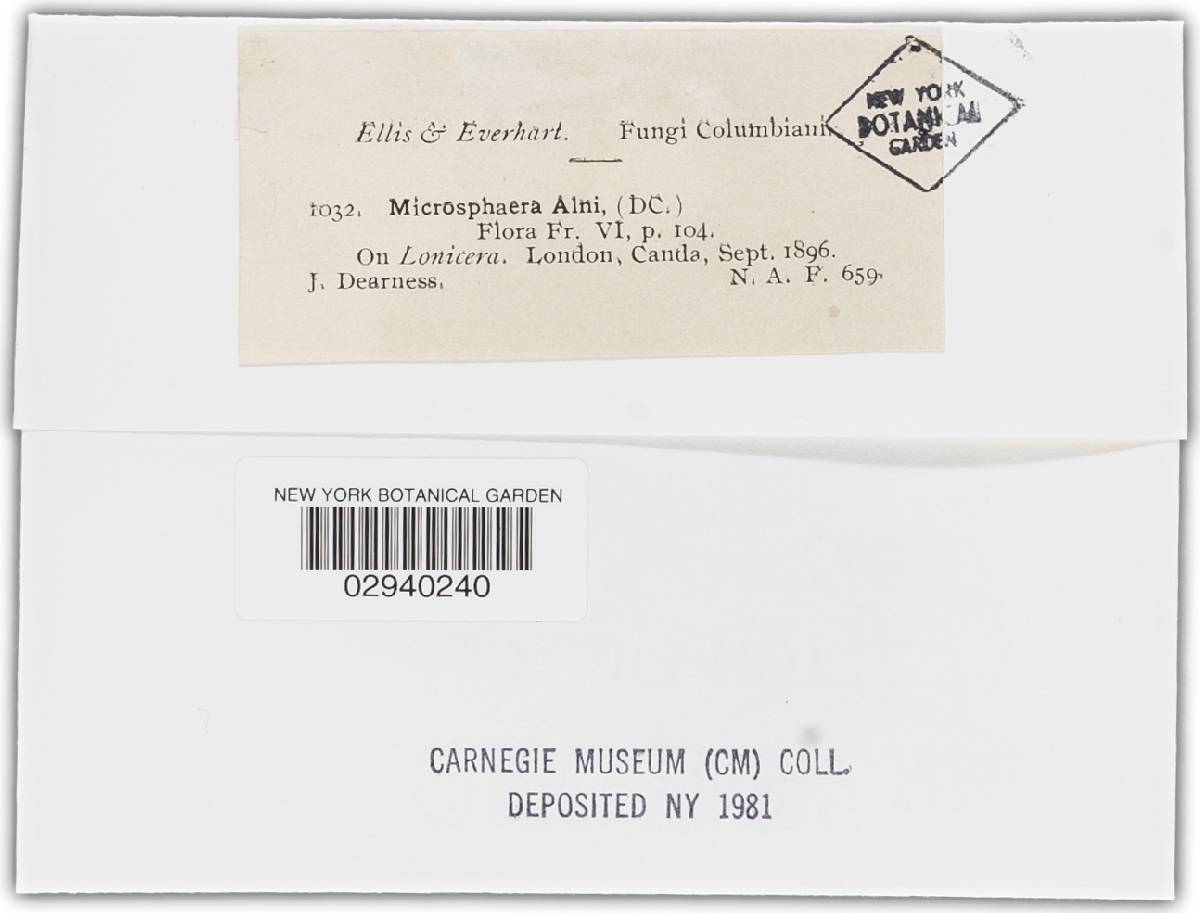 Ellis & Everhart. Fungi Columbiani.
NEW YORK
BOTANICAL
GARDEN
1032. Microsphaera Alni, (DC.)
Flora Fr. VI, p. 104.
On Lonicera. London, Canda, Sept. 1896.
J. Dearness. N. A. F. 659.
NEW YORK BOTANICAL GARDEN
02940240
CARNEGIE MUSEUM (CM) COLL.
DEPOSITED NY 1981